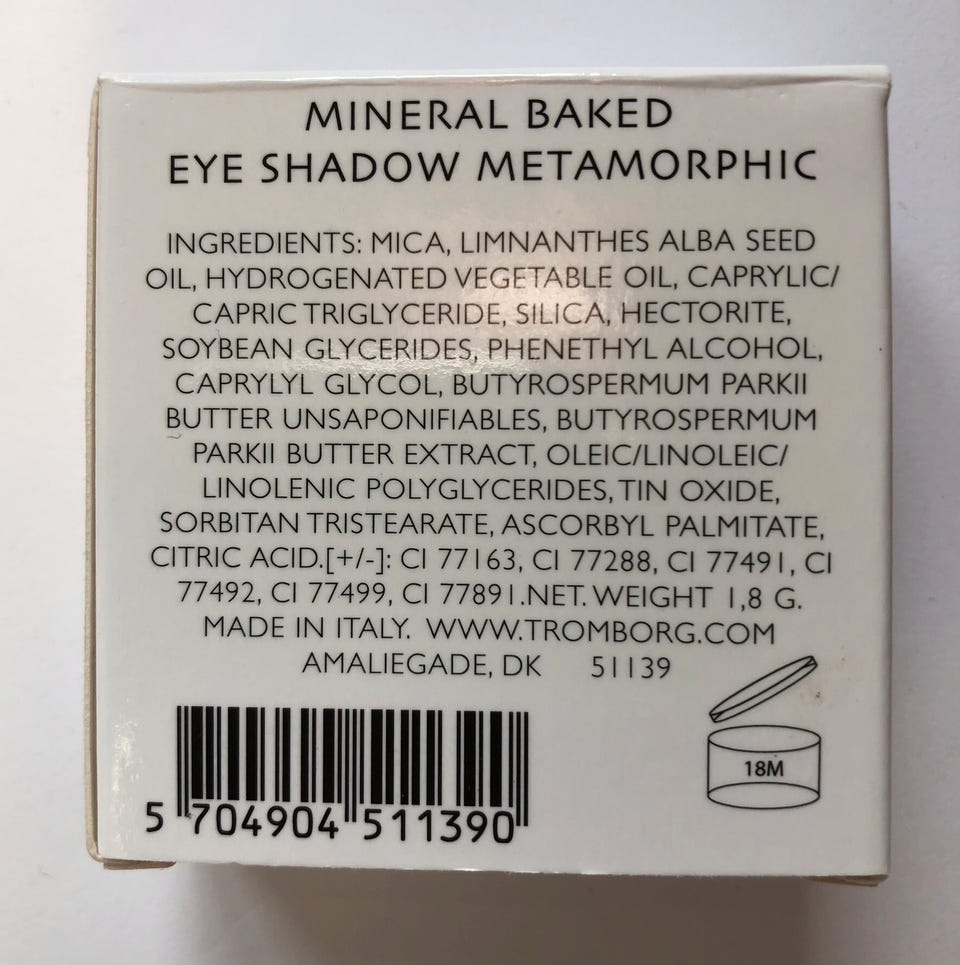 MINERAL BAKED
EYE SHADOW METAMORPHIC
INGREDIENTS: MICA, LIMNANTHES ALBA SEED
OIL, HYDROGENATED VEGETABLE OIL, CAPRYLIC/
CAPRIC TRIGLYCERIDE, SILICA, HECTORITE,
SOYBEAN GLYCERIDES, PHENETHYL ALCOHOL,
CAPRYLYL GLYCOL, BUTYROSPERMUM PARKII
BUTTER UNSAPONIFIABLES, BUTYROSPERMUM
PARKII BUTTER EXTRACT, OLEIC/LINOLEIC/
LINOLENIC POLYGLYCERIDES, TIN OXIDE,
SORBITAN TRISTEARATE, ASCORBYL PALMITATE,
CITRIC ACID.[+/-]: CI 77163, CI 77288, CI 77491, CI
77492, CI 77499, CI 77891.NET. WEIGHT 1,8 G.
MADE IN ITALY. WWW.TROMBORG.COM
AMALIEGADE, DK 51139
18M
5 704904 511390